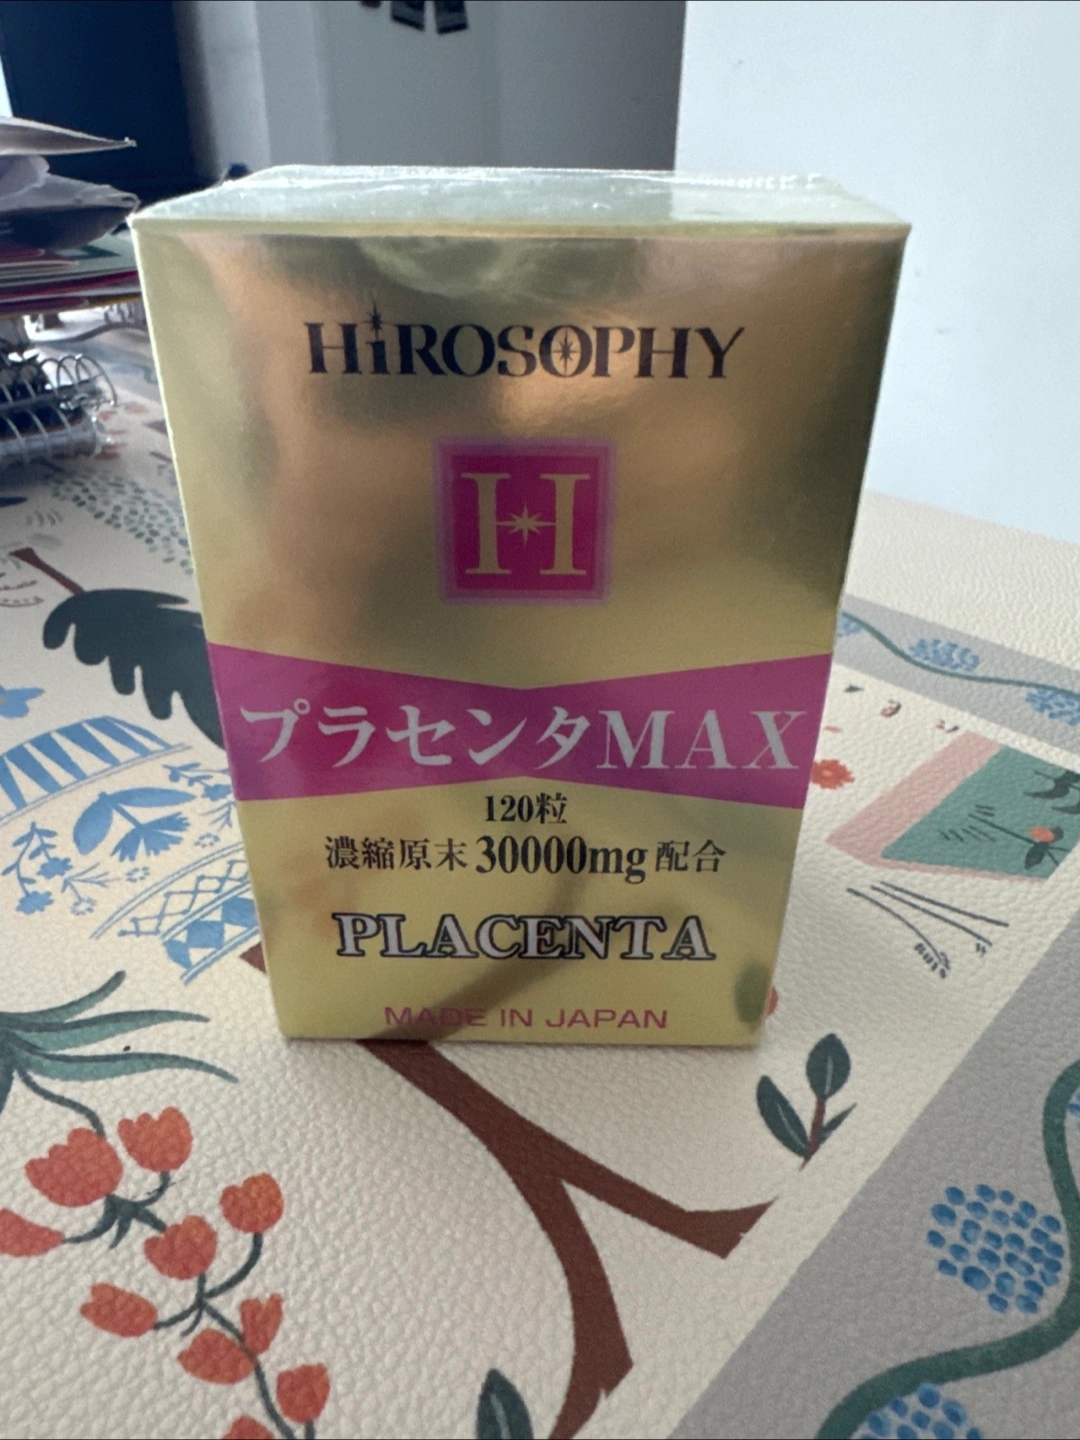 HiROSOPHY
H
プラセンタMAX
120粒
濃縮原末30000mg配合
PLACENTA
MADE IN JAPAN